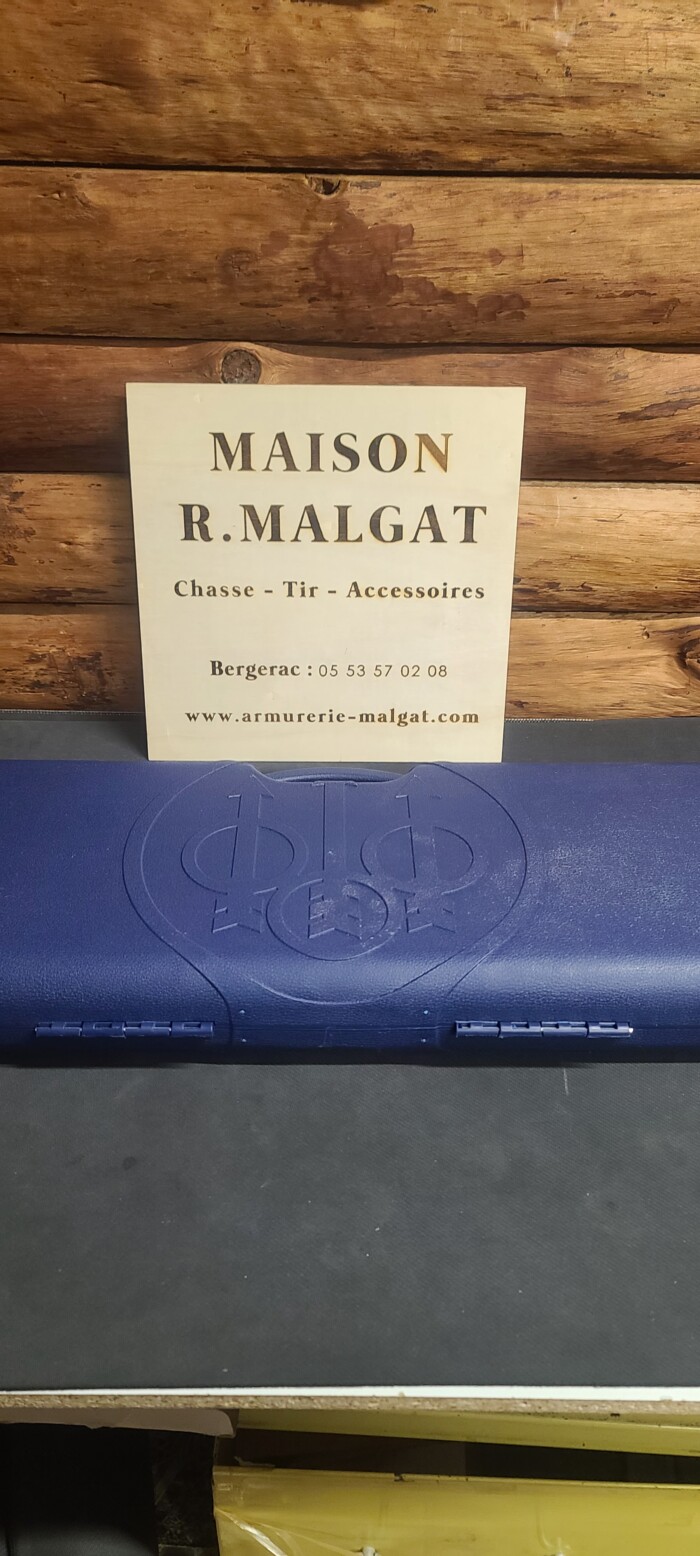 MAISON
R.MALGAT
Chasse - Tir - Accessoires
Bergerac : 05 53 57 02 08
www.armurerie-malgat.com